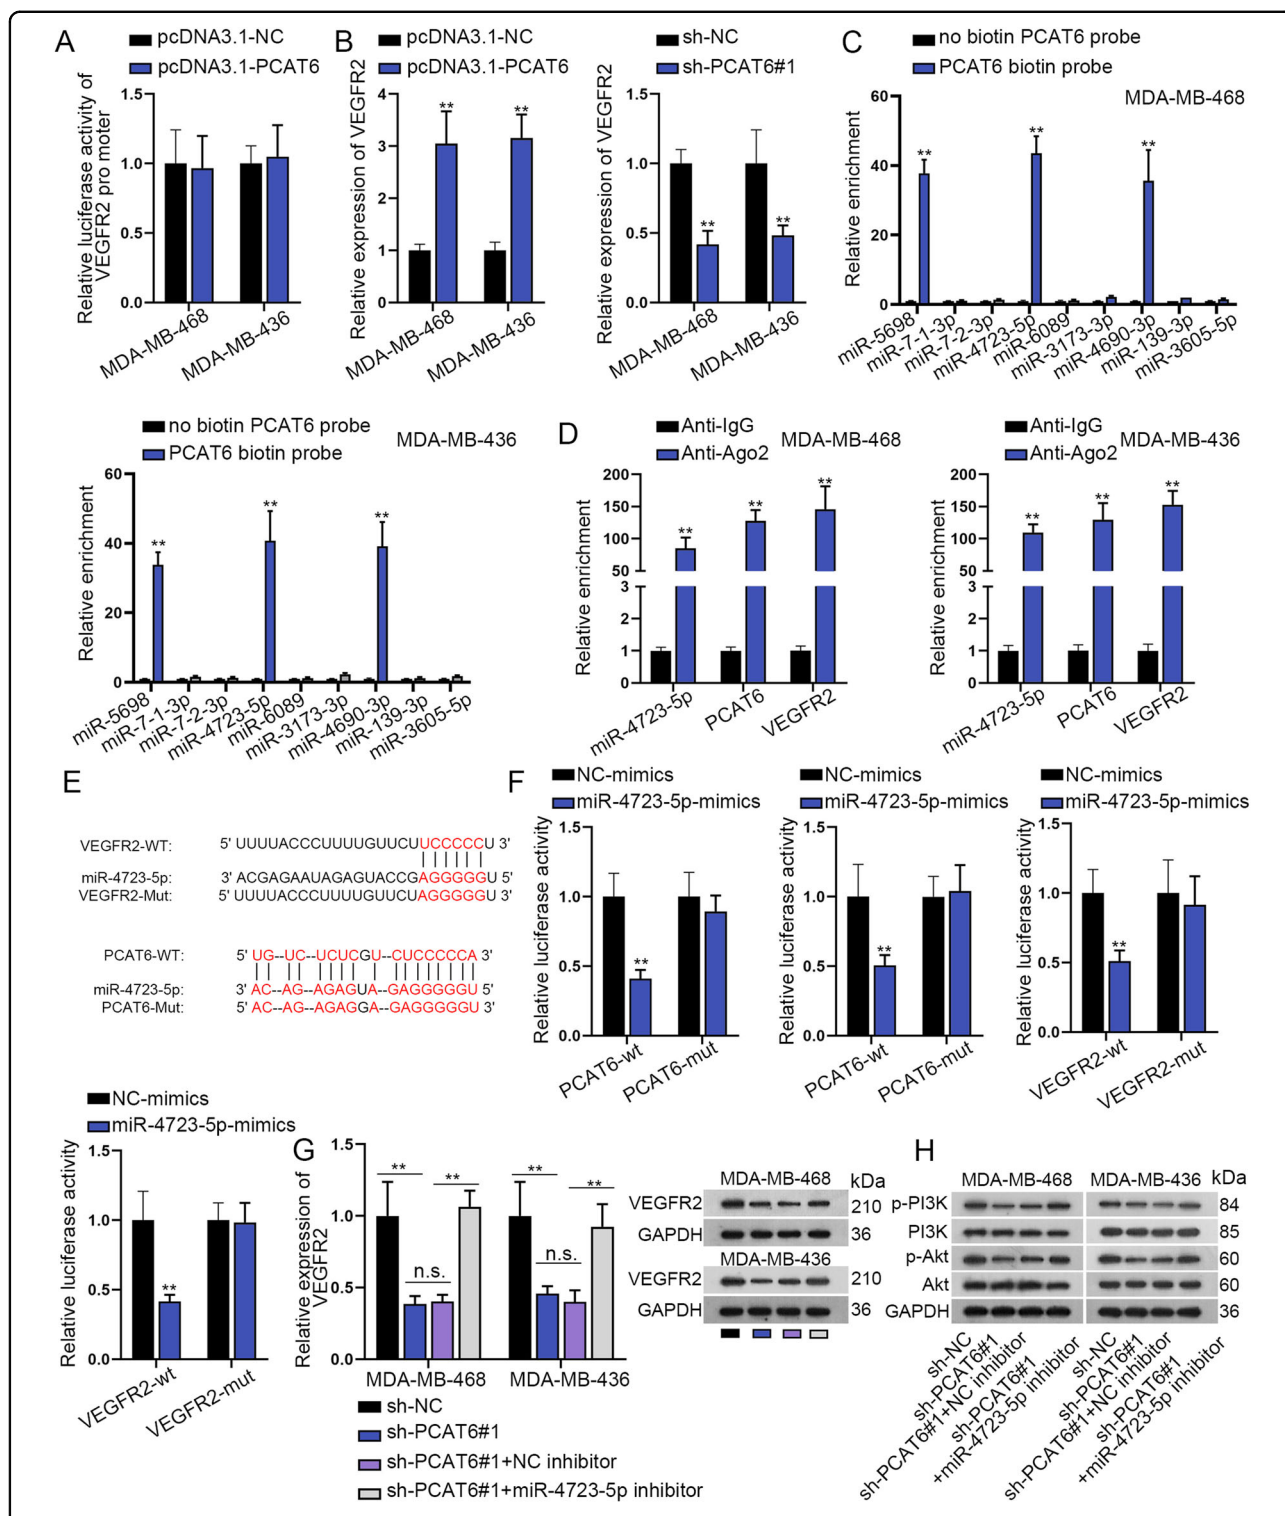 A
pcDNA3.1-NC
pcDNA3.1-PCAT6
Relative luciferase activity of
VEGFR2 pro moter
1.5
1.0
0.5
0.0
MDA-MB-468
MDA-MB-436
B
pcDNA3.1-NC
pcDNA3.1-PCAT6
Relative expression of VEGFR2
4
3
2
1
0
**
**
MDA-MB-468
MDA-MB-436
sh-NC
sh-PCAT6#1
Relative expression of VEGFR2
1.5
1.0
0.5
0.0
**
**
MDA-MB-468
MDA-MB-436
C
no biotin PCAT6 probe
PCAT6 biotin probe
MDA-MB-468
Relative enrichment
60
40
20
0
**
**
**
miR-5698
miR-7-1-3p
miR-7-2-3p
miR-4723-5p
miR-6089
miR-3173-3p
miR-4690-3p
miR-139-3p
miR-3605-5p
no biotin PCAT6 probe
PCAT6 biotin probe
MDA-MB-436
Relative enrichment
60
40
20
0
**
**
**
miR-5698
miR-7-1-3p
miR-7-2-3p
miR-4723-5p
miR-6089
miR-3173-3p
miR-4690-3p
miR-139-3p
miR-3605-5p
D
Anti-IgG
Anti-Ago2
MDA-MB-468
Relative enrichment
200
150
100
50
3
2
1
0
**
**
**
miR-4723-5p
PCAT6
VEGFR2
Anti-IgG
Anti-Ago2
MDA-MB-436
Relative enrichment
200
150
100
50
3
2
1
0
**
**
**
miR-4723-5p
PCAT6
VEGFR2
E
VEGFR2-WT: 5' UUUUACCCUUUUGUUCUUCCCCCU 3'
miR-4723-5p: 3' ACGAGAAUAGAGUACCGAGGGGGU 5'
VEGFR2-Mut: 5' UUUUACCCUUUUGUUCUAGGGGGU 3'
PCAT6-WT: 5' UG--UC--UCUCGU--CUCCCCCA 3'
miR-4723-5p: 3' AC--AG--AGAGUA--GAGGGGGU 5'
PCAT6-Mut: 5' AC--AG--AGAGGA--GAGGGGGU 3'
F
NC-mimics
miR-4723-5p-mimics
Relative luciferase activity
1.5
1.0
0.5
0.0
**
PCAT6-wt
PCAT6-mut
NC-mimics
miR-4723-5p-mimics
Relative luciferase activity
1.5
1.0
0.5
0.0
**
PCAT6-wt
PCAT6-mut
NC-mimics
miR-4723-5p-mimics
Relative luciferase activity
1.5
1.0
0.5
0.0
**
VEGFR2-wt
VEGFR2-mut
NC-mimics
miR-4723-5p-mimics
Relative luciferase activity
1.5
1.0
0.5
0.0
**
VEGFR2-wt
VEGFR2-mut
G
Relative expression of
VEGFR2
1.5
1.0
0.5
0.0
**
**
n.s.
**
**
n.s.
MDA-MB-468
MDA-MB-436
sh-NC
sh-PCAT6#1
sh-PCAT6#1+NC inhibitor
sh-PCAT6#1+miR-4723-5p inhibitor
MDA-MB-468 kDa
VEGFR2 210
GAPDH 36
MDA-MB-436
VEGFR2 210
GAPDH 36
H
MDA-MB-468 MDA-MB-436 kDa
p-PI3K 84
PI3K 85
p-Akt 60
Akt 60
GAPDH 36
sh-NC
sh-PCAT6#1
sh-PCAT6#1+NC inhibitor
sh-PCAT6#1
+miR-4723-5p inhibitor
sh-NC
sh-PCAT6#1
sh-PCAT6#1+NC inhibitor
sh-PCAT6#1
+miR-4723-5p inhibitor